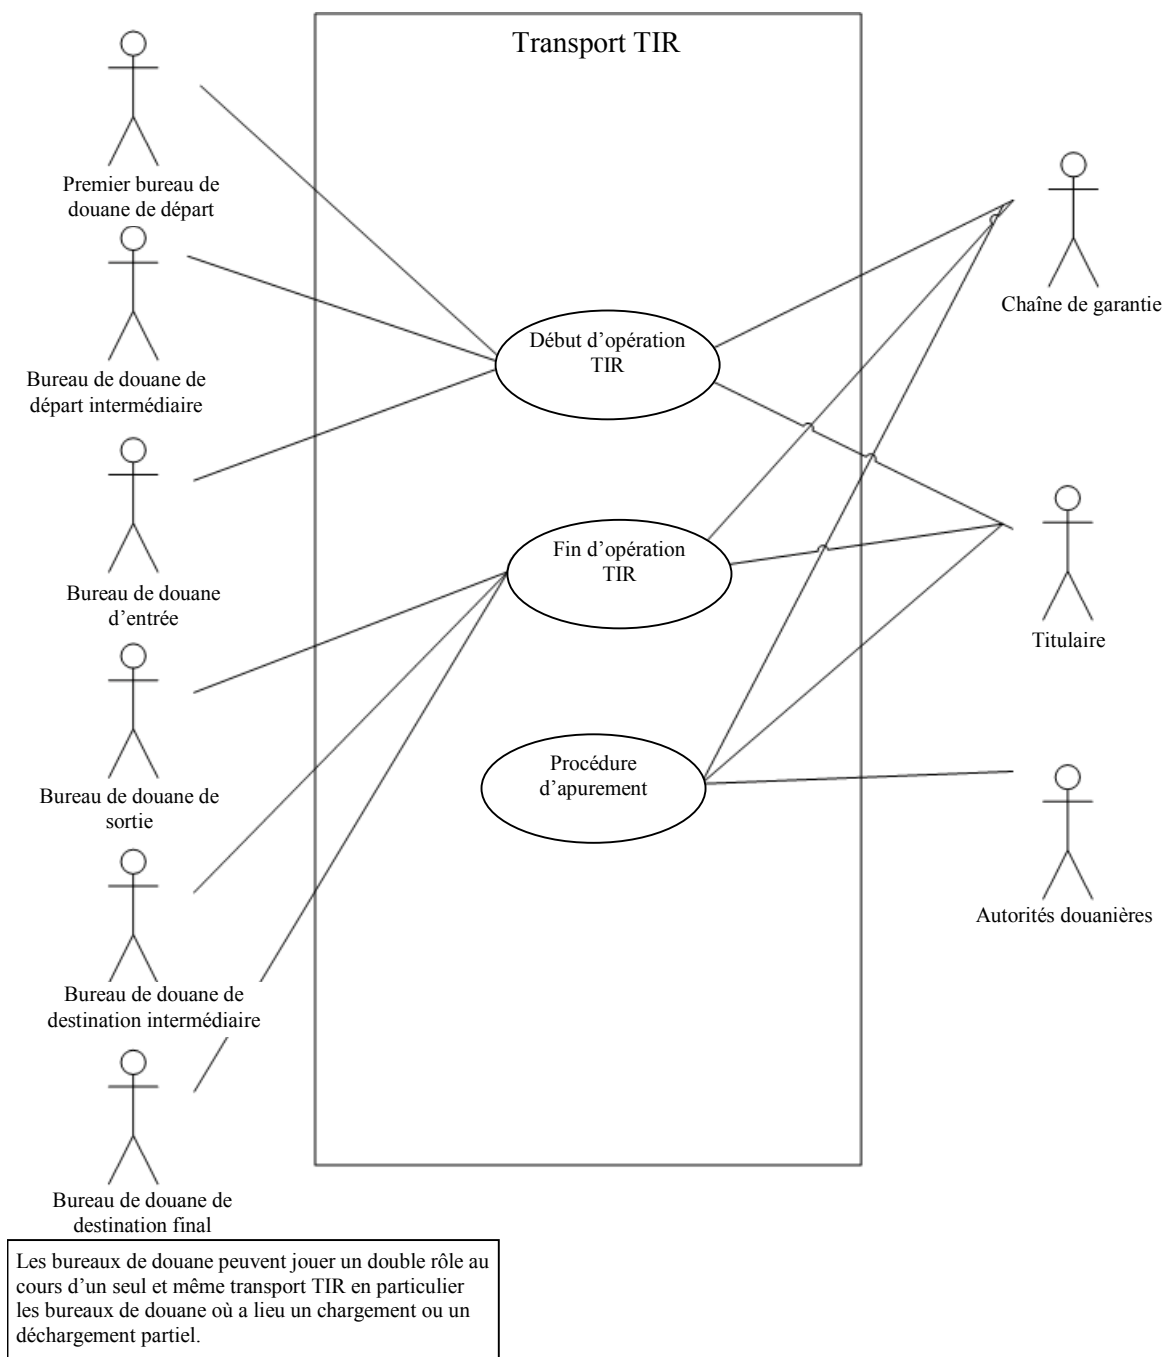 Transport TIR
Premier bureau de
douane de départ
Bureau de douane de
départ intermédiaire
Bureau de douane
d’entrée
Bureau de douane de
sortie
Bureau de douane de
destination intermédiaire
Bureau de douane de
destination final
Début d’opération
TIR
Fin d’opération
TIR
Procédure
d’apurement
Chaîne de garantie
Titulaire
Autorités douanières
Les bureaux de douane peuvent jouer un double rôle au
cours d’un seul et même transport TIR en particulier
les bureaux de douane où a lieu un chargement ou un
déchargement partiel.